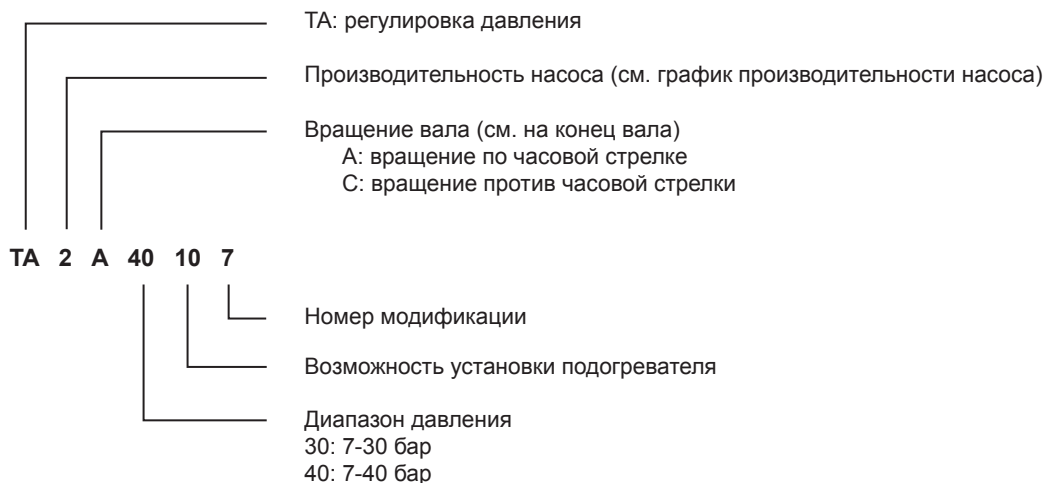 TA: регулировка давления
Производительность насоса (см. график производительности насоса)
Вращение вала (см. на конец вала)
A: вращение по часовой стрелке
C: вращение против часовой стрелки
TA 2 A 40 10 7
Номер модификации
Возможность установки подогревателя
Диапазон давления
30: 7-30 бар
40: 7-40 бар